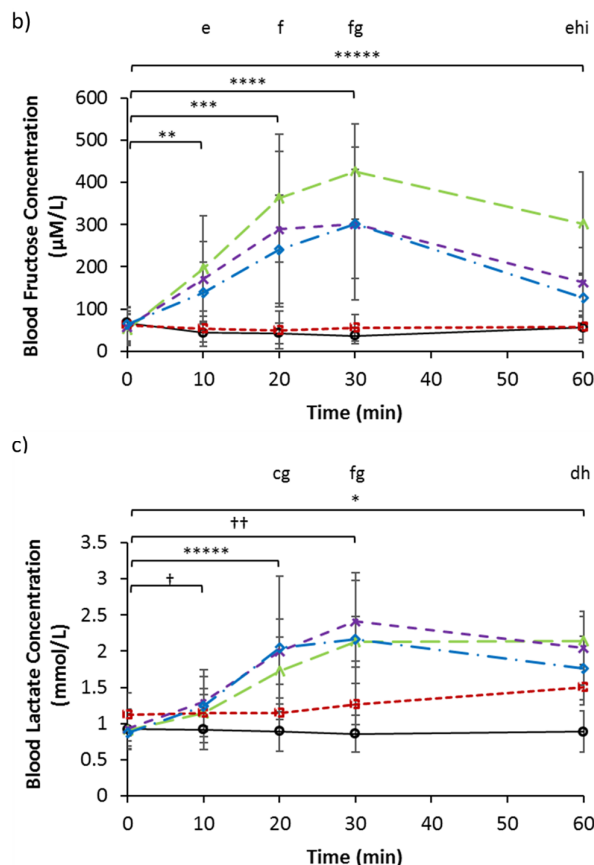 b)
e f fg ehi
*****
****
***
**
Blood Fructose Concentration
(µM/L)
600
500
400
300
200
100
0
0 10 20 30 40 50 60
Time (min)
c)
cg fg dh
*
††
*****
†
Blood Lactate Concentration
(mmol/L)
3.5
3
2.5
2
1.5
1
0.5
0
0 10 20 30 40 50 60
Time (min)